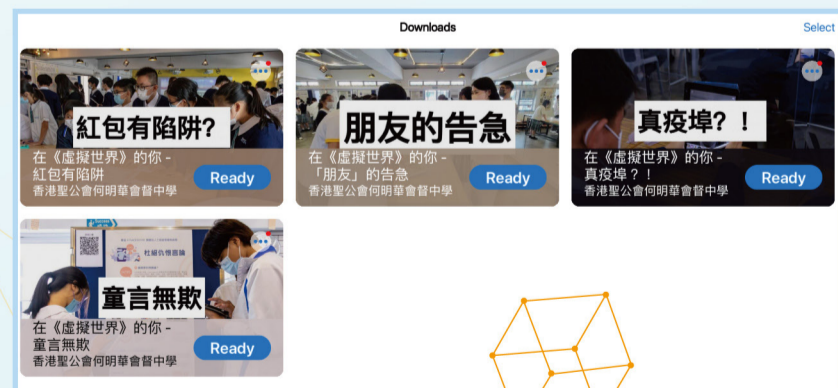 Downloads
Select
紅包有陷阱?
在《虛擬世界》的你 -
紅包有陷阱
香港聖公會何明華會督中學
Ready
朋友的告急
在《虛擬世界》的你 -
「朋友」的告急
香港聖公會何明華會督中學
Ready
真疫埠?！
在《虛擬世界》的你 -
真疫埠?！
香港聖公會何明華會督中學
Ready
杜絕仇恨言論
童言無欺
在《虛擬世界》的你 -
童言無欺
香港聖公會何明華會督中學
Ready